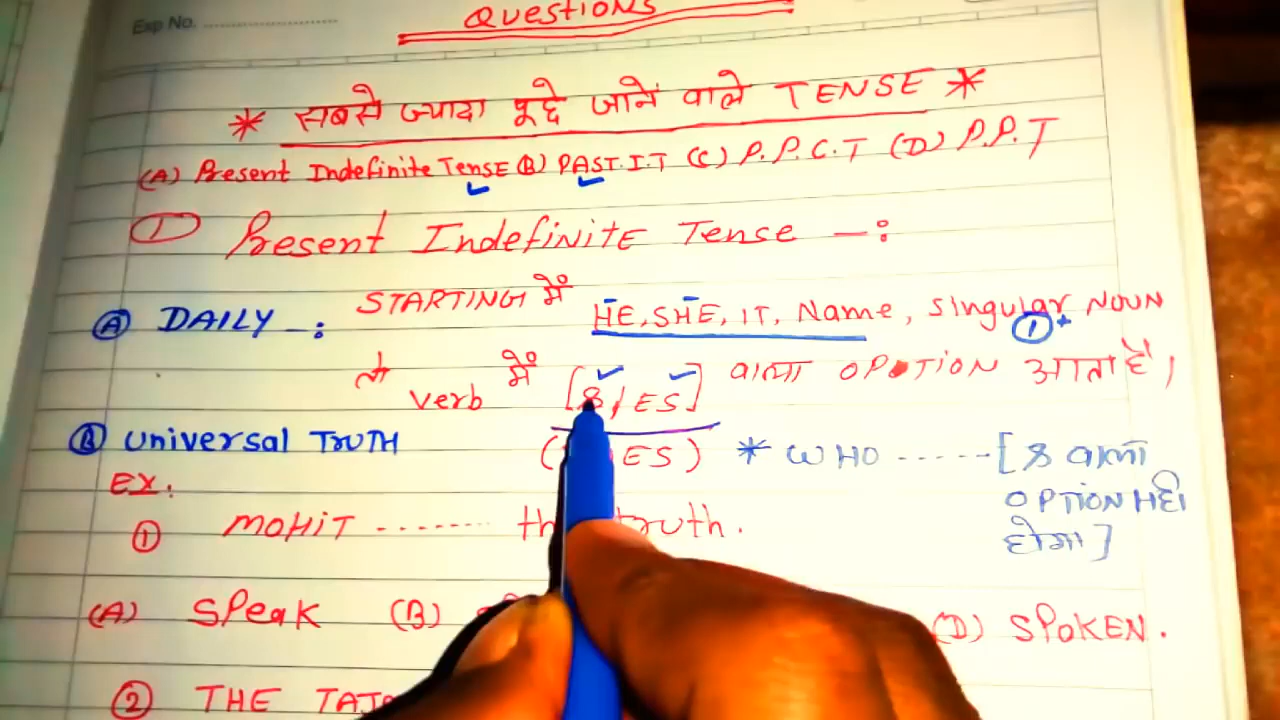 Exp No. ....................
QUESTIONS
* सबसे ज्यादा पूछे जाने वाले TENSE *
(A) Present Indefinite Tense (B) PAST.I.T (C) P.P.C.T (D) P.P.T
① Present Indefinite Tense —:
Ⓐ DAILY —: STARTING में HE, SHE, IT, Name, Singular NOUN
①+
तो verb में [S, ES] वाला OPTION आता है।
Ⓑ Universal TRUTH ES) * WHO ------ [S वाला
EX. OPTION
① MOHIT -------- truth. होगा]
(A) Speak (B) (D) SPOKEN.
② THE